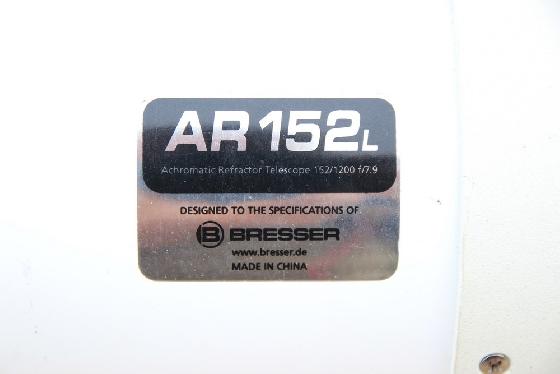 AR 152L
Achromatic Refractor Telescope 152/1200 f/7.9
DESIGNED TO THE SPECIFICATIONS OF
B BRESSER
www.bresser.de
MADE IN CHINA